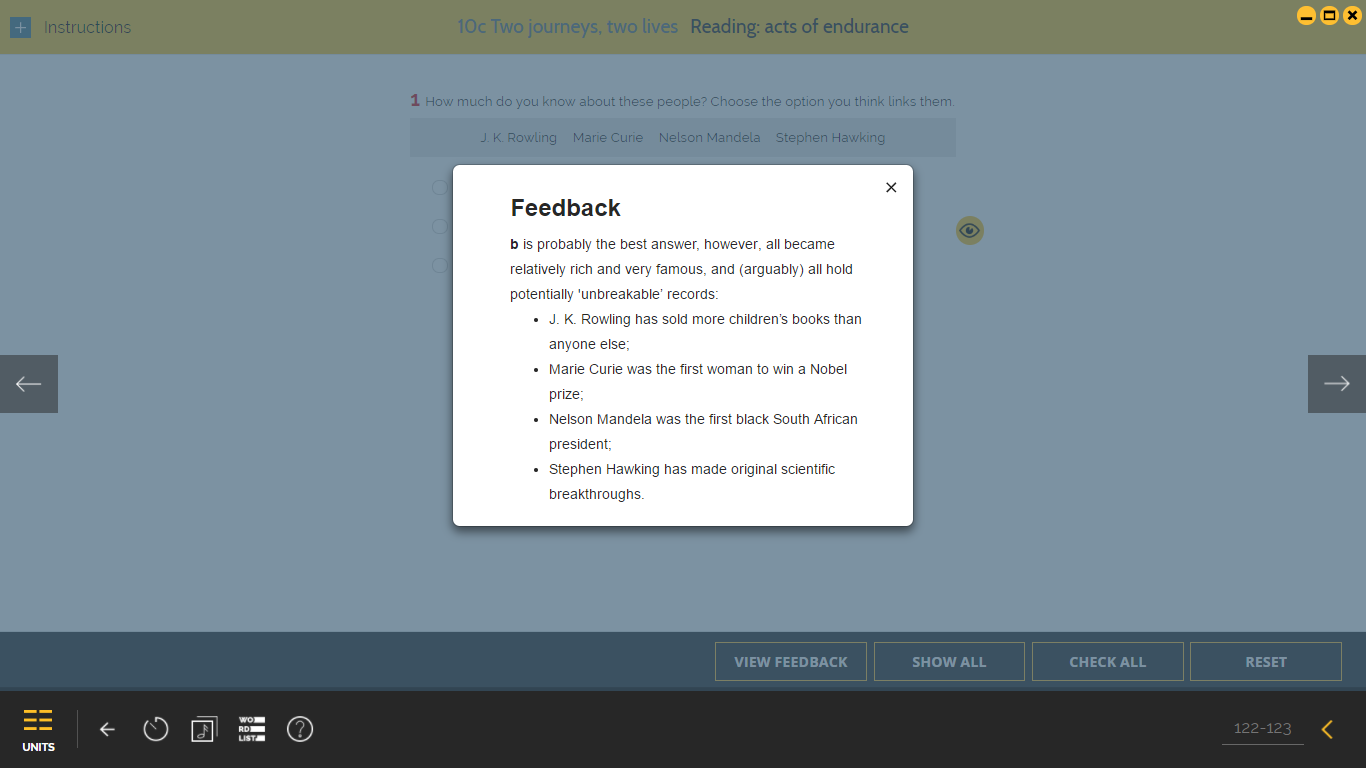 Instructions
10c Two journeys, two lives Reading: acts of endurance
1 How much do you know about these people? Choose the option you think links them.
J. K. Rowling Marie Curie Nelson Mandela Stephen Hawking
Feedback
b is probably the best answer, however, all became
relatively rich and very famous, and (arguably) all hold
potentially 'unbreakable’ records:
• J. K. Rowling has sold more children’s books than
anyone else;
• Marie Curie was the first woman to win a Nobel
prize;
• Nelson Mandela was the first black South African
president;
• Stephen Hawking has made original scientific
breakthroughs.
VIEW FEEDBACK SHOW ALL CHECK ALL RESET
UNITS
WO
RD
LIST
?
122-123